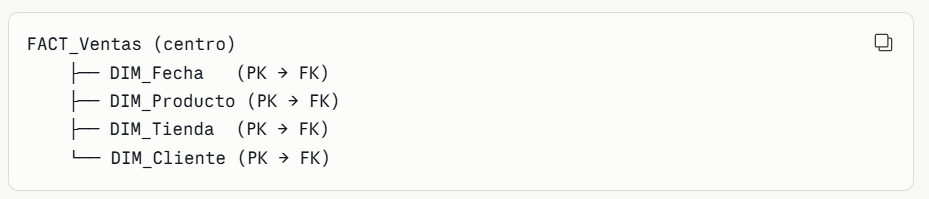 FACT_Ventas (centro)
├── DIM_Fecha   (PK → FK)
├── DIM_Producto (PK → FK)
├── DIM_Tienda  (PK → FK)
└── DIM_Cliente (PK → FK)